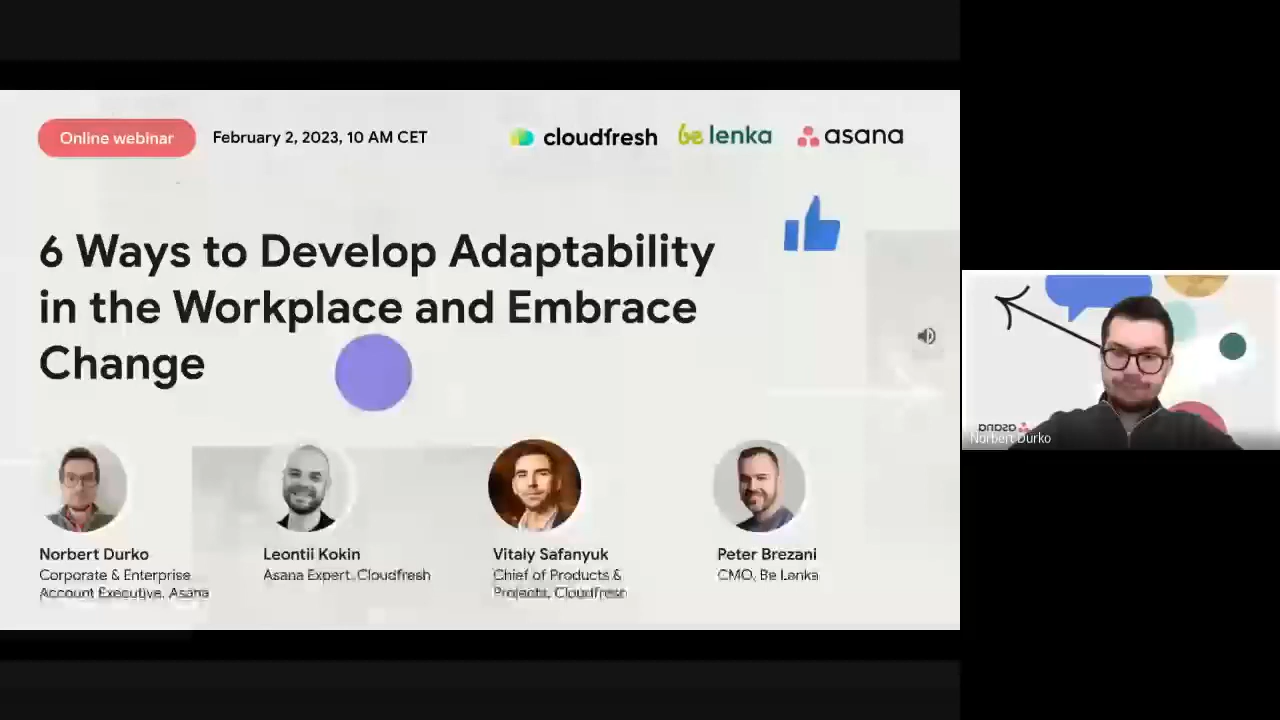 Online webinar
February 2, 2023, 10 AM CET
cloudfresh
be lenka
asana
6 Ways to Develop Adaptability
in the Workplace and Embrace
Change
Norbert Durko
Corporate & Enterprise
Account Executive, Asana
Leontii Kokin
Asana Expert, Cloudfresh
Vitaly Safanyuk
Chief of Products &
Projects, Cloudfresh
Peter Brezani
CMO, Be Lenka
asana
Norbert Durko